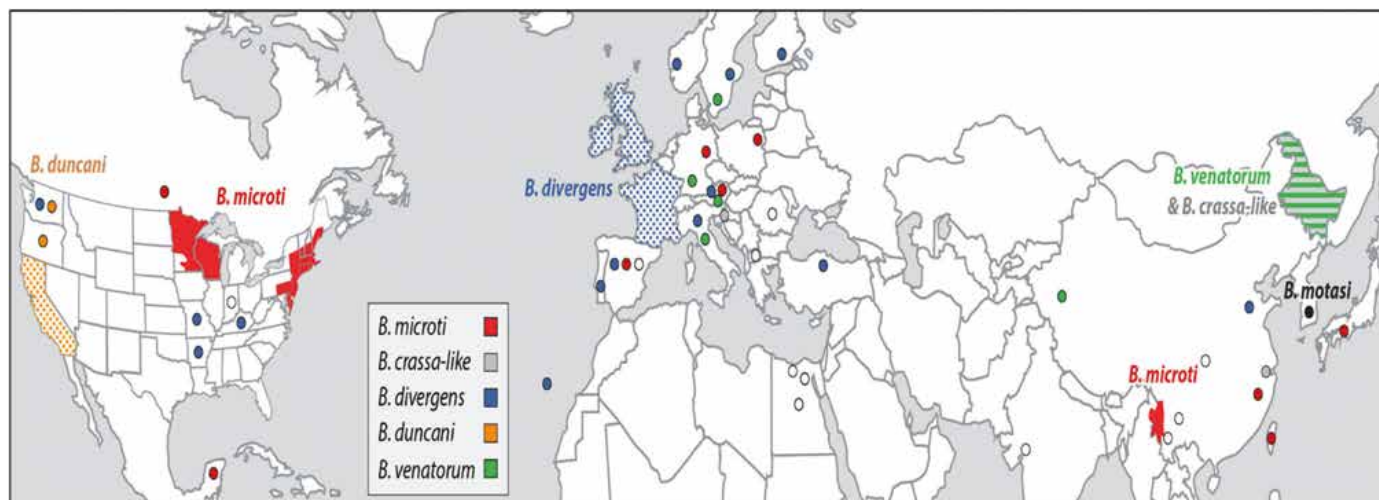 B. duncani
B. microti
B. divergens
B. venatorum
& B. crassa-like
B. motasi
B. microti
B. microti
B. crassa-like
B. divergens
B. duncani
B. venatorum